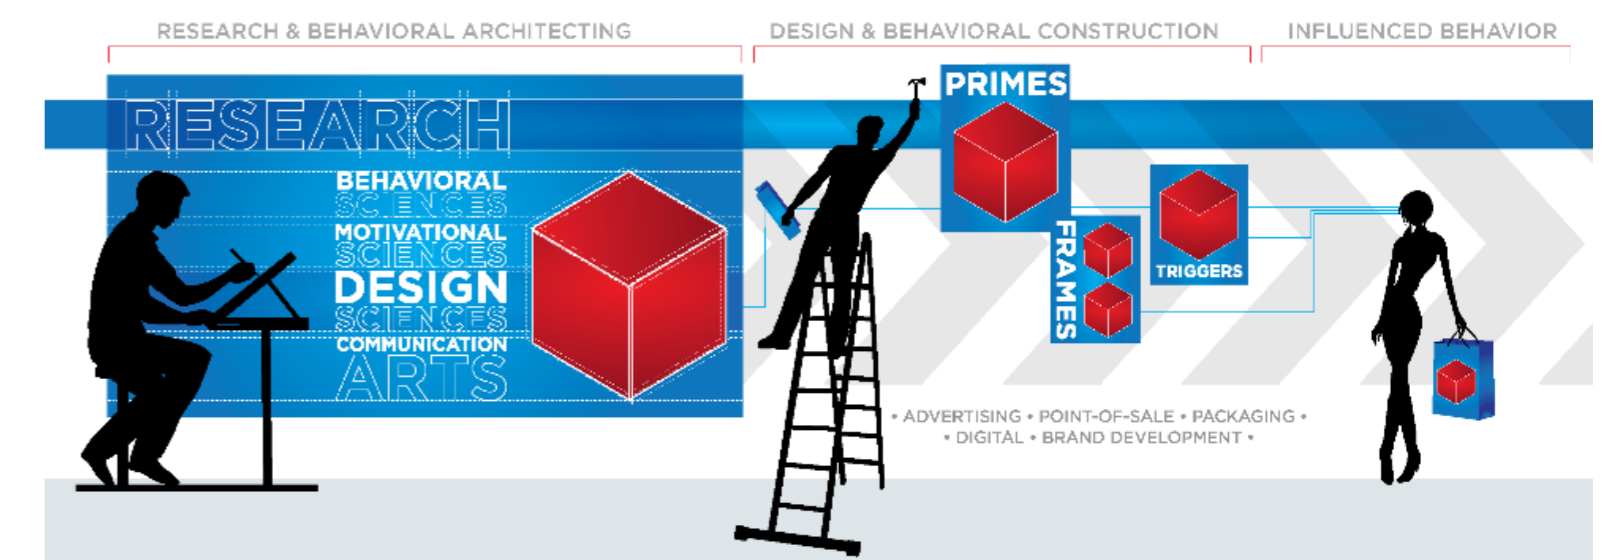 RESEARCH & BEHAVIORAL ARCHITECTING
DESIGN & BEHAVIORAL CONSTRUCTION
INFLUENCED BEHAVIOR
RESEARCH
BEHAVIORAL
SCIENCES
MOTIVATIONAL
SCIENCES
DESIGN
SCIENCES
COMMUNICATION
ARTS
PRIMES
FRAMES
TRIGGERS
• ADVERTISING • POINT-OF-SALE • PACKAGING •
• DIGITAL • BRAND DEVELOPMENT •